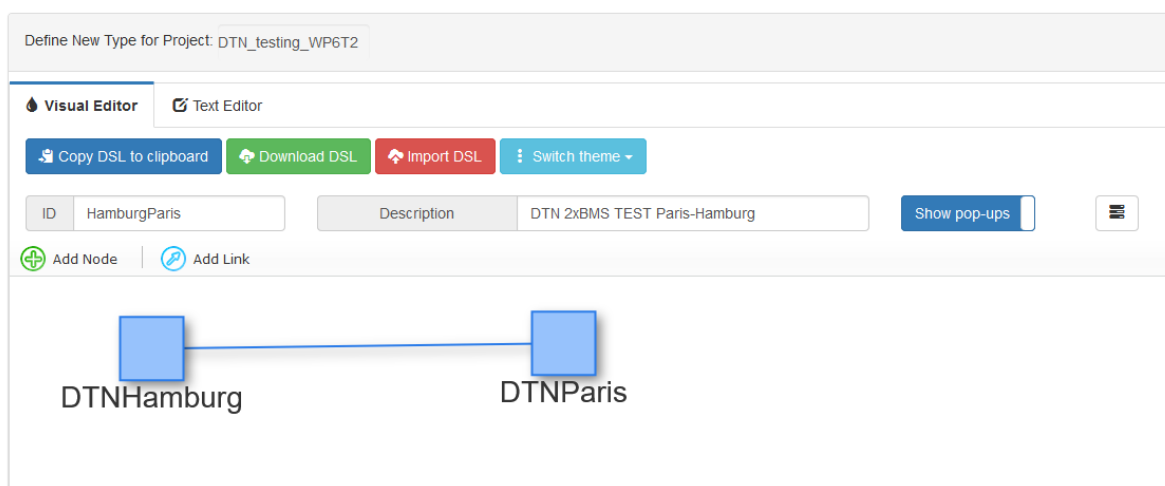 Define New Type for Project: DTN_testing_WP6T2
Visual Editor Text Editor
Copy DSL to clipboard Download DSL Import DSL Switch theme
ID HamburgParis Description DTN 2xBMS TEST Paris-Hamburg Show pop-ups
Add Node Add Link
DTNHamburg DTNParis